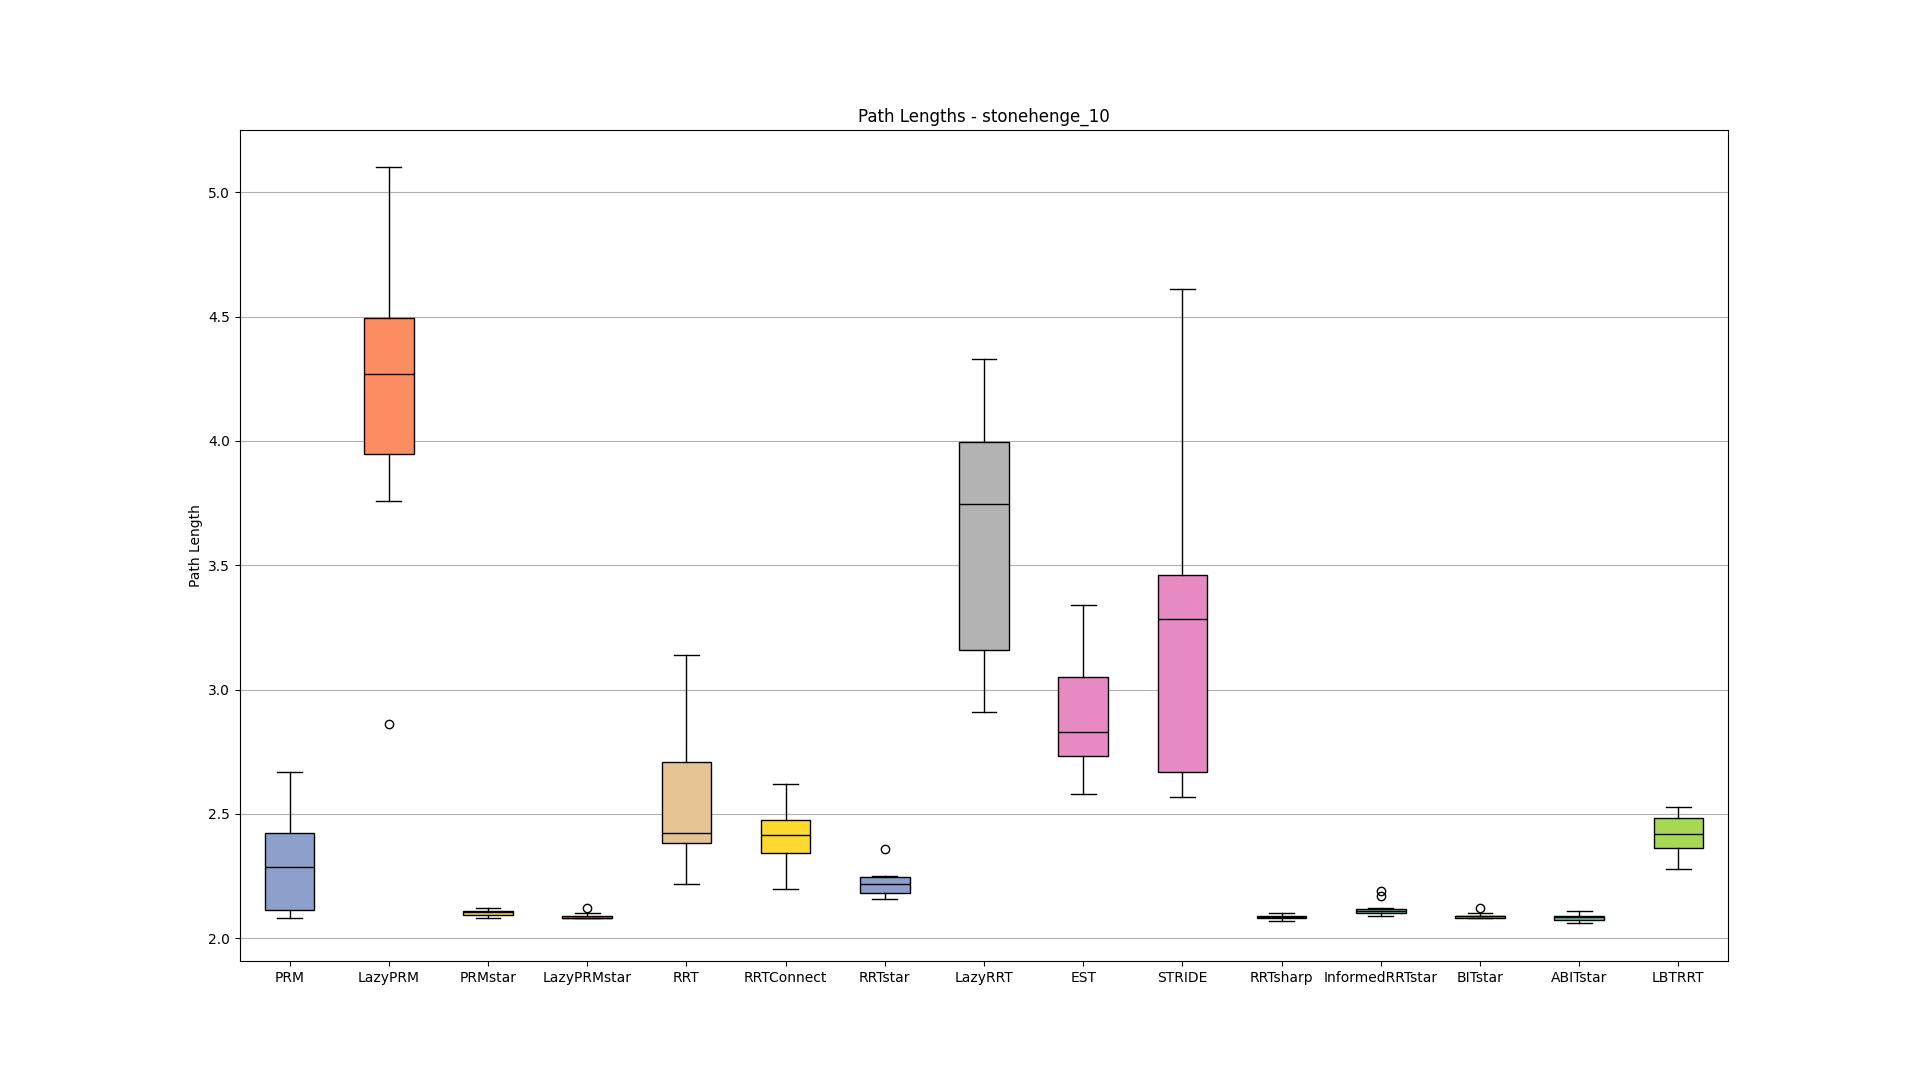 Path Lengths - stonehenge_10
Path Length
5.0
4.5
4.0
3.5
3.0
2.5
2.0
PRM LazyPRM PRMstar LazyPRMstar RRT RRTConnect RRTstar LazyRRT EST STRIDE RRTsharp InformedRRTstar BITstar ABITstar LBTRRT